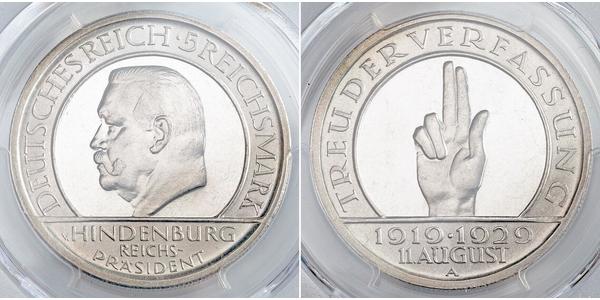 DEUTSCHES REICH · 5 REICHSMARK
HINDENBURG
REICHS-
PRÄSIDENT
TREU DER VERFASSUNG
1919·1929
11. AUGUST
A